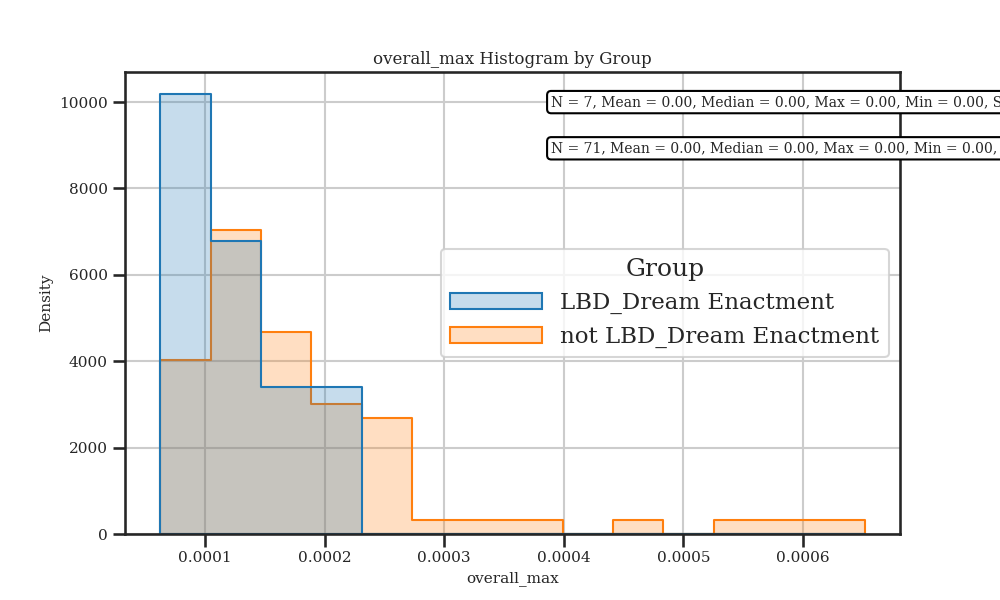 overall_max Histogram by Group
N = 7, Mean = 0.00, Median = 0.00, Max = 0.00, Min = 0.00, S
N = 71, Mean = 0.00, Median = 0.00, Max = 0.00, Min = 0.00,
10000
8000
6000
4000
2000
0
Density
Group
LBD_Dream Enactment
not LBD_Dream Enactment
0.0001 0.0002 0.0003 0.0004 0.0005 0.0006
overall_max